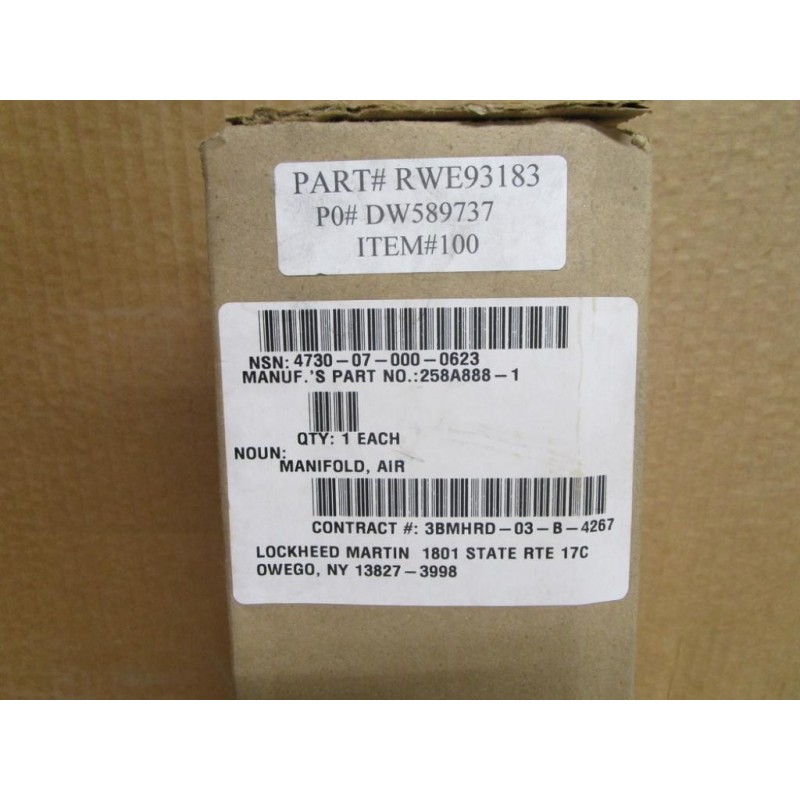 PART# RWE93183
PO# DW589737
ITEM#100
NSN: 4730-07-000-0623
MANUF.'S PART NO.:258A888-1
QTY: 1 EACH
NOUN:
MANIFOLD, AIR
CONTRACT #: 3BMHRD-03-B-4267
LOCKHEED MARTIN 1801 STATE RTE 17C
OWEGO, NY 13827-3998